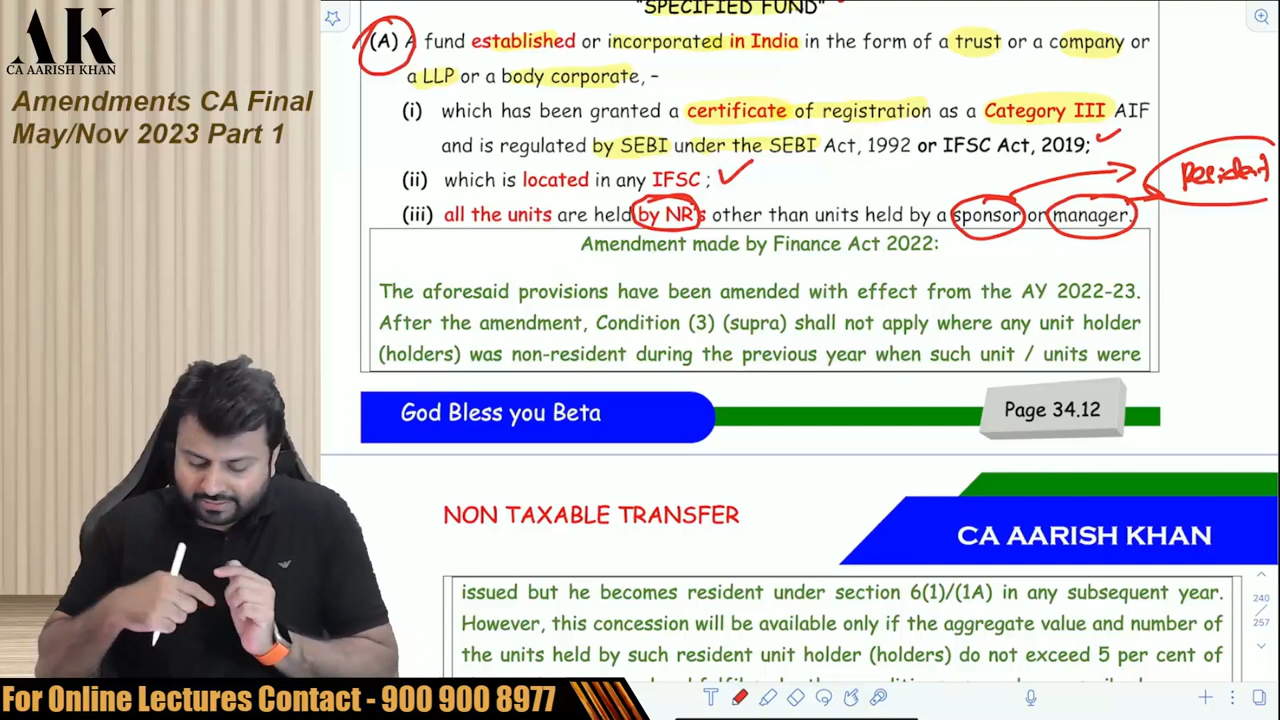 AK
CA AARISH KHAN
Amendments CA Final
May/Nov 2023 Part 1
"SPECIFIED FUND"
(A) A fund established or incorporated in India in the form of a trust or a company or
a LLP or a body corporate, –
(i) which has been granted a certificate of registration as a Category III AIF
and is regulated by SEBI under the SEBI Act, 1992 or IFSC Act, 2019;
(ii) which is located in any IFSC ;
Resident
(iii) all the units are held by NR's other than units held by a sponsor or manager.
Amendment made by Finance Act 2022:
The aforesaid provisions have been amended with effect from the AY 2022-23.
After the amendment, Condition (3) (supra) shall not apply where any unit holder
(holders) was non-resident during the previous year when such unit / units were
God Bless you Beta
Page 34.12
NON TAXABLE TRANSFER
CA AARISH KHAN
issued but he becomes resident under section 6(1)/(1A) in any subsequent year.
However, this concession will be available only if the aggregate value and number of
the units held by such resident unit holder (holders) do not exceed 5 per cent of
240
257
For Online Lectures Contact - 900 900 8977